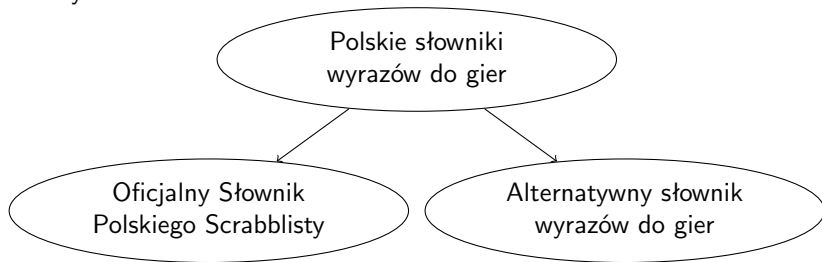 Polskie słowniki
wyrazów do gier
Oficjalny Słownik
Polskiego Scrabblisty
Alternatywny słownik
wyrazów do gier